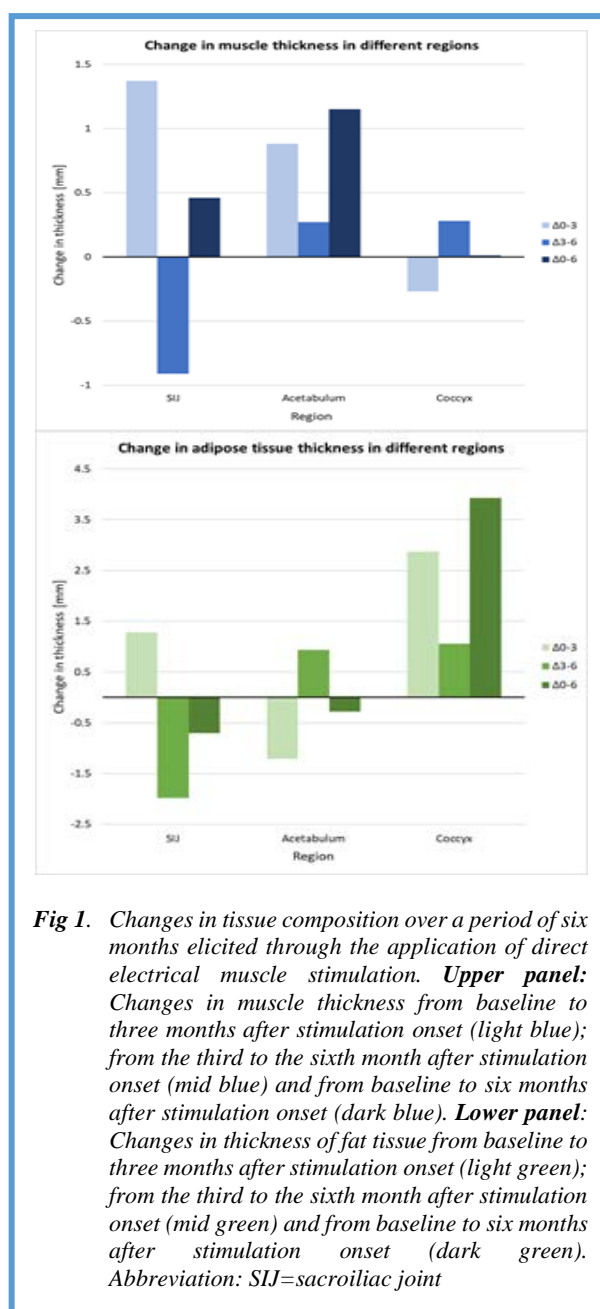 Change in muscle thickness in different regions
1.5
1
0.5
0
-0.5
-1
Change in thickness [mm]
SIJ
Acetabulum
Coccyx
Region
Δ0-3
Δ3-6
Δ0-6
Change in adipose tissue thickness in different regions
4.5
3.5
2.5
1.5
0.5
-0.5
-1.5
-2.5
Change in thickness [mm]
SIJ
Acetabulum
Coccyx
Region
Δ0-3
Δ3-6
Δ0-6
Fig 1. Changes in tissue composition over a period of six
months elicited through the application of direct
electrical muscle stimulation. Upper panel:
Changes in muscle thickness from baseline to
three months after stimulation onset (light blue);
from the third to the sixth month after stimulation
onset (mid blue) and from baseline to six months
after stimulation onset (dark blue). Lower panel:
Changes in thickness of fat tissue from baseline to
three months after stimulation onset (light green);
from the third to the sixth month after stimulation
onset (mid green) and from baseline to six months
after stimulation onset (dark green).
Abbreviation: SIJ=sacroiliac joint